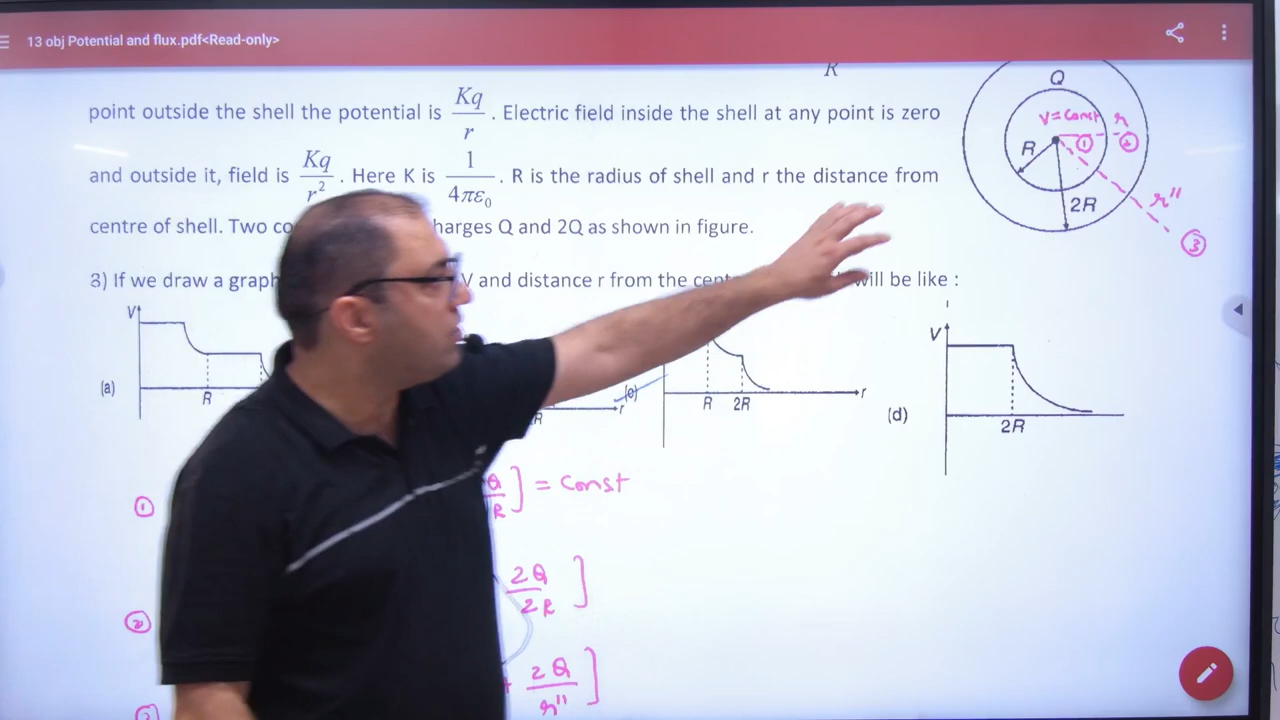 13 obj Potential and flux.pdf<Read-only>
R
point outside the shell the potential is Kq/r . Electric field inside the shell at any point is zero
and outside it, field is Kq/r² . Here K is 1/4πε₀ . R is the radius of shell and r the distance from
centre of shell. Two harges Q and 2Q as shown in figure.
Q
V=Const r
R ① ②
2R r''
③
3) If we draw a graph V and distance r from the will be like :
V
(a)
R
R r
(c)
R 2R r
V
(d)
2R
① Q/R ] = Const
② 2Q/2R ]
③ + 2Q/r'' ]